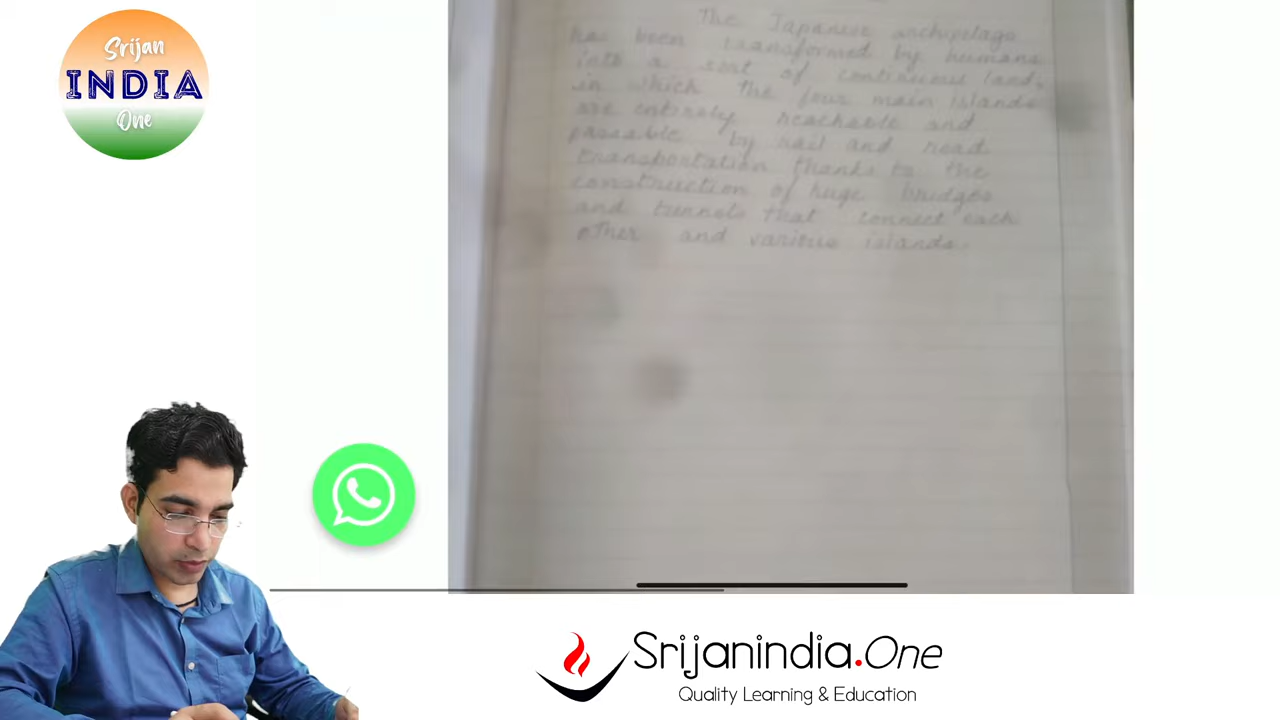 Srijan
INDIA
One
The Japanese archipelago
has been transformed by humans
into a sort of continuous land,
in which the four main islands
are entirely reachable and
passable by rail and road
transportation thanks to the
construction of huge bridges
and tunnels that connect each
other and various islands.
Srijanindia.One
Quality Learning & Education